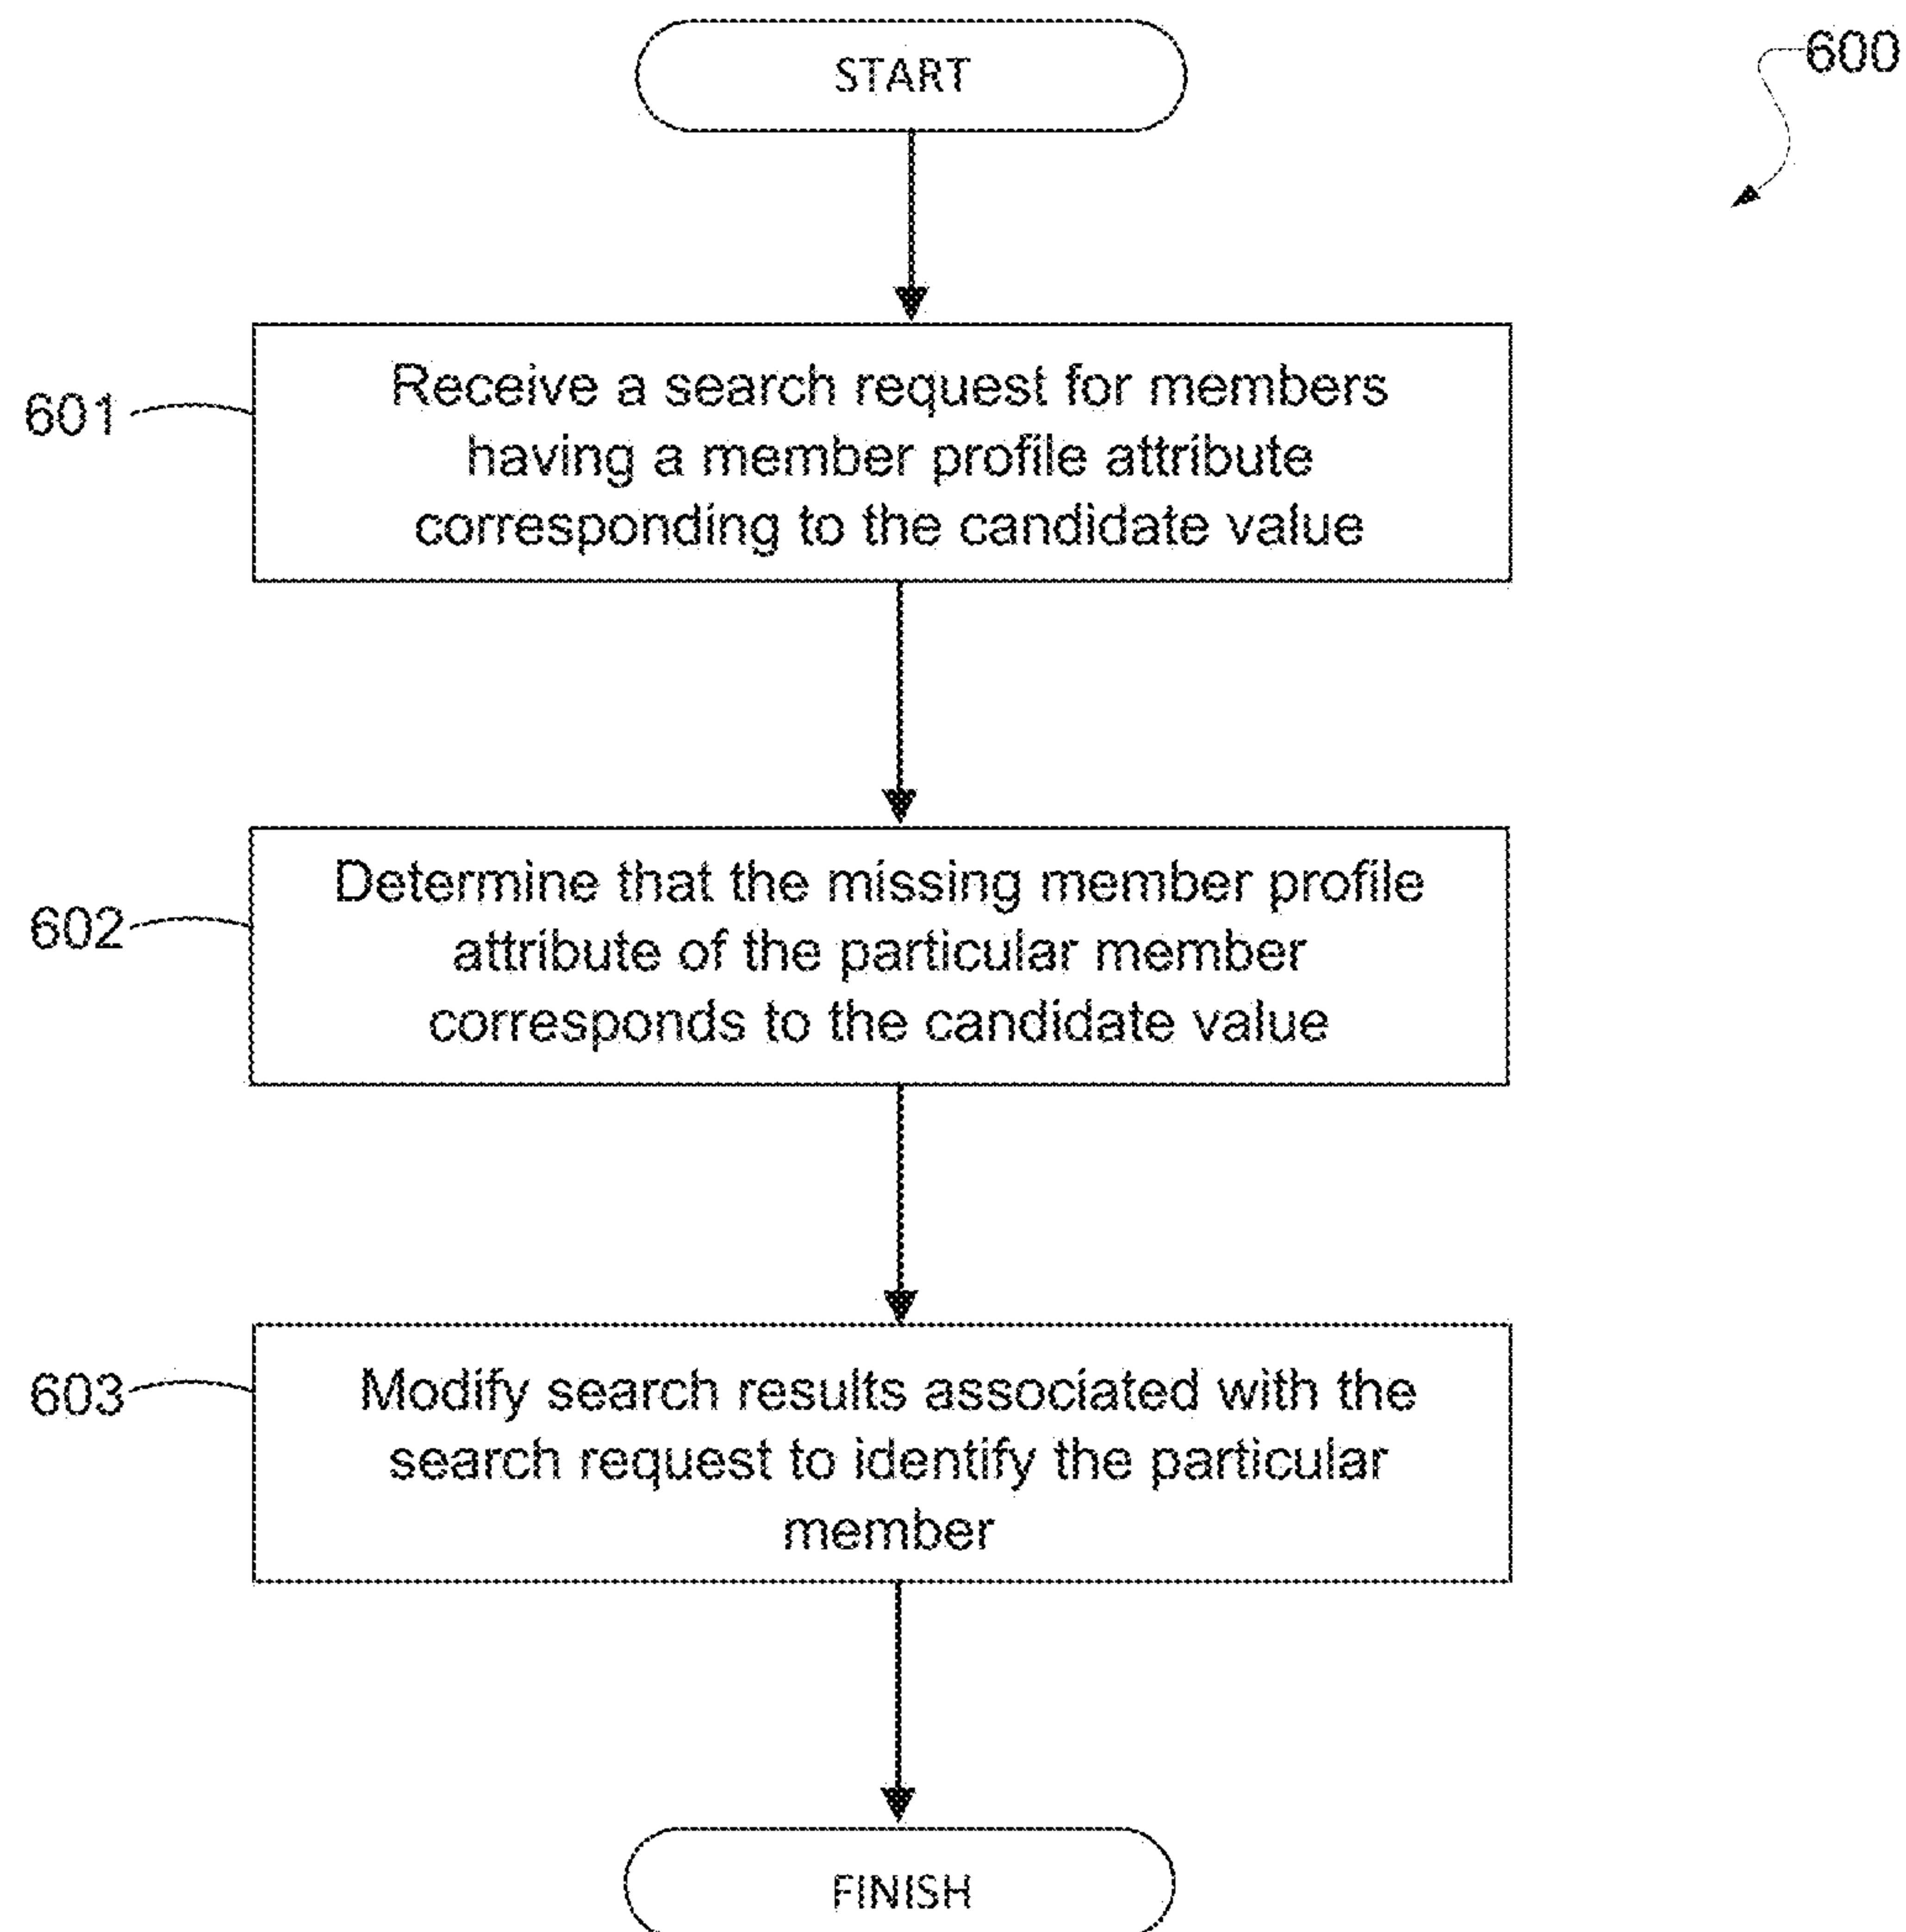 START
600
601
Receive a search request for members
having a member profile attribute
corresponding to the candidate value
602
Determine that the missing member profile
attribute of the particular member
corresponds to the candidate value
603
Modify search results associated with the
search request to identify the particular
member
FINISH